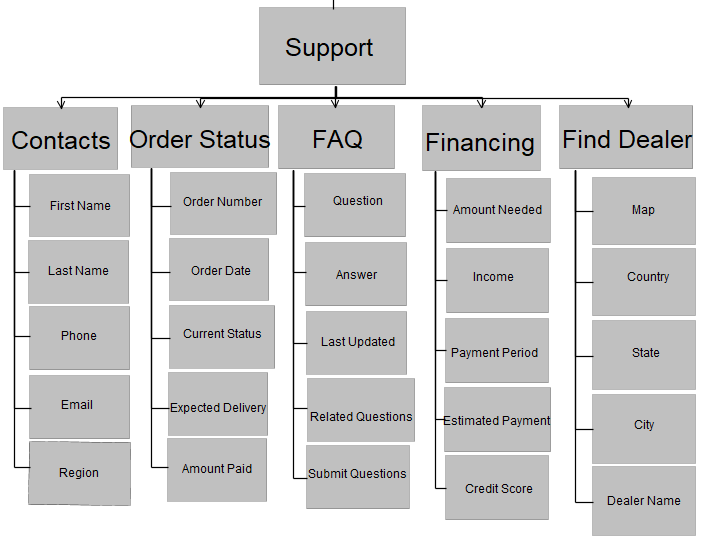 Support
Contacts
Order Status
FAQ
Financing
Find Dealer
First Name
Last Name
Phone
Email
Region
Order Number
Order Date
Current Status
Expected Delivery
Amount Paid
Question
Answer
Last Updated
Related Questions
Submit Questions
Amount Needed
Income
Payment Period
Estimated Payment
Credit Score
Map
Country
State
City
Dealer Name